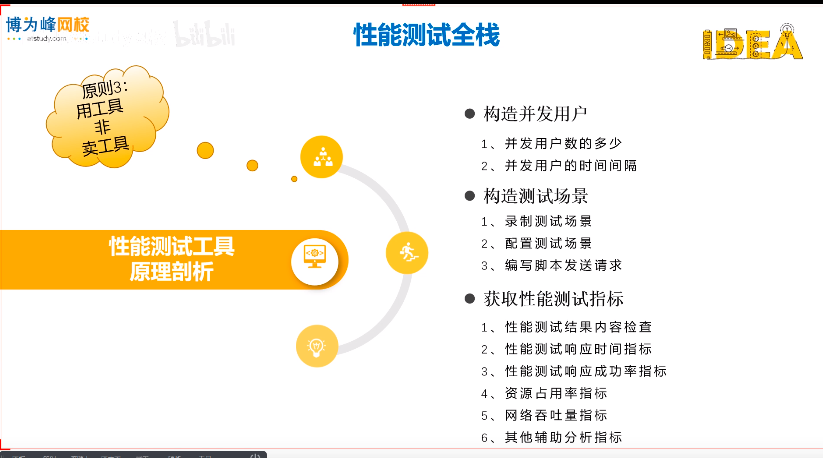 博为峰网校
atstudy.com
bilibili
性能测试全栈
IDEA
原则3：
用工具
非
卖工具
性能测试工具
原理剖析
● 构造并发用户
1、并发用户数的多少
2、并发用户的时间间隔
● 构造测试场景
1、录制测试场景
2、配置测试场景
3、编写脚本发送请求
● 获取性能测试指标
1、性能测试结果内容检查
2、性能测试响应时间指标
3、性能测试响应成功率指标
4、资源占用率指标
5、网络吞吐量指标
6、其他辅助分析指标